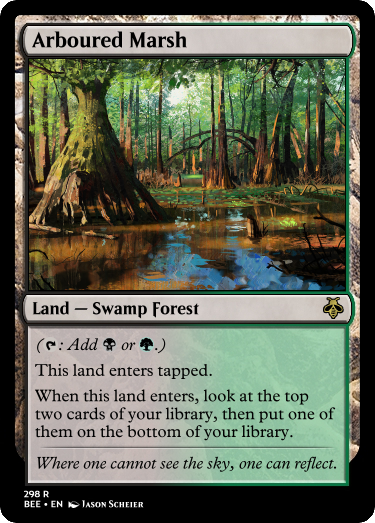 Arboured Marsh
Land — Swamp Forest
(: Add or .)
This land enters tapped.
When this land enters, look at the top
two cards of your library, then put one of
them on the bottom of your library.
Where one cannot see the sky, one can reflect.
298 R
BEE • EN Jason Scheier